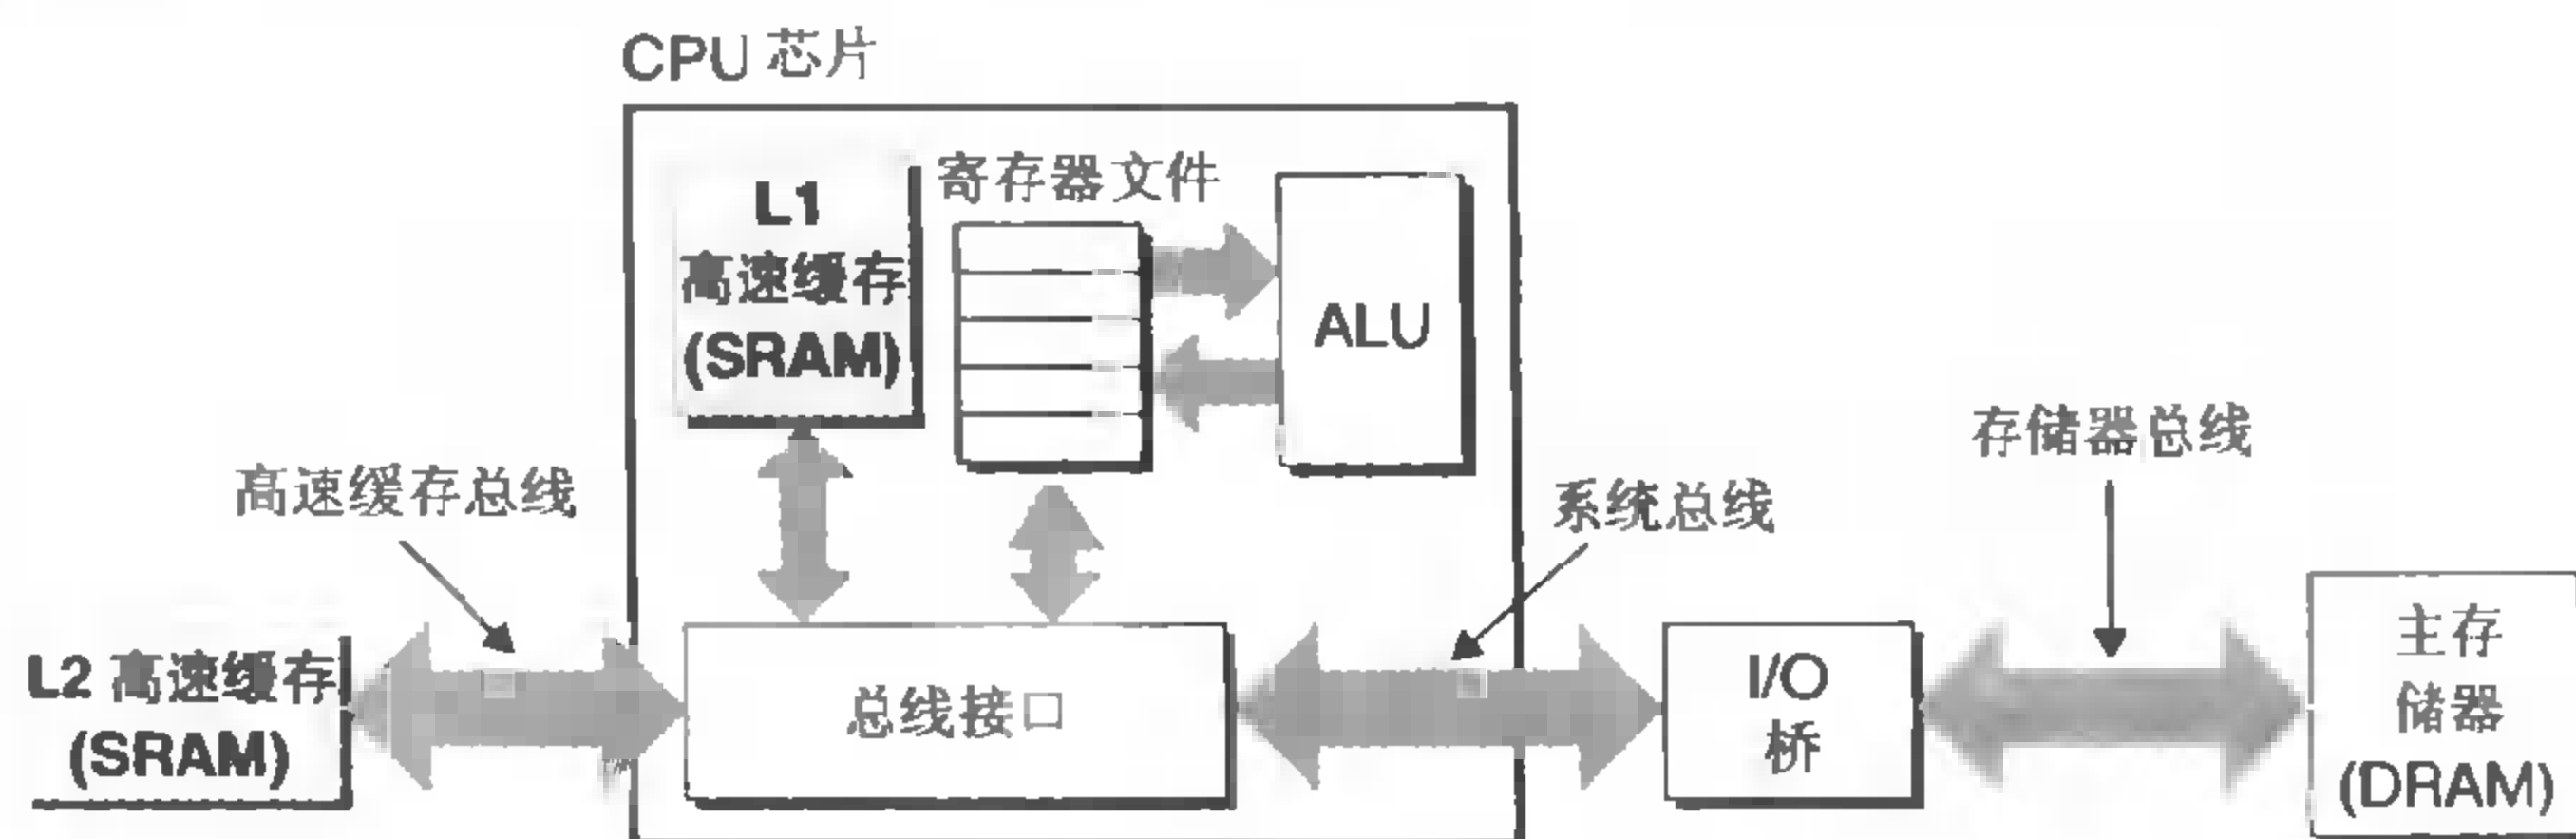 CPU 芯片
L1
高速缓存
(SRAM)
寄存器文件
ALU
高速缓存总线
系统总线
存储器总线
L2 高速缓存
(SRAM)
总线接口
I/O
桥
主存
储器
(DRAM)